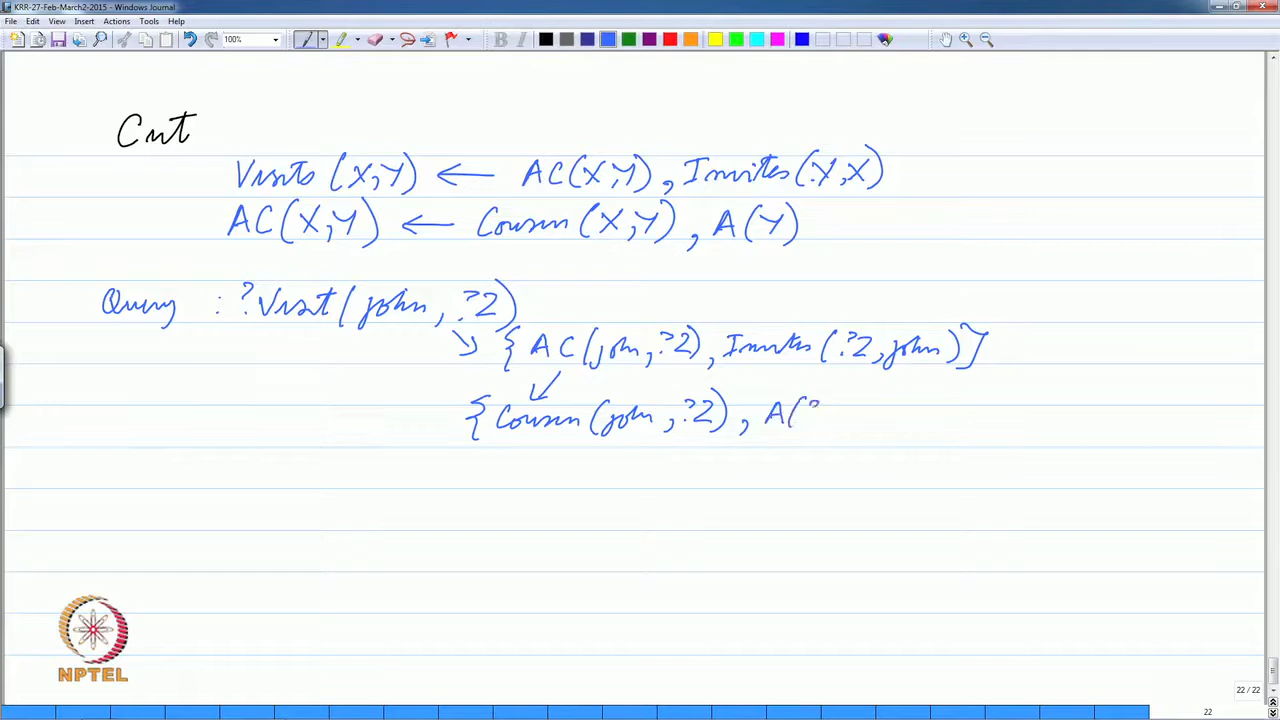 KRR-27-Feb-March2-2015 - Windows Journal
File Edit View Insert Actions Tools Help
100%
B I
Cut
Visits (X,Y) ← AC(X,Y), Invites(Y,X)
AC(X,Y) ← Cousin (X,Y), A(Y)
Query : ?Visit(john, ?Z)
{ AC(john,?Z), Invites (?Z,john)}
{ Cousin (john, ?Z), A(?
NPTEL
22 / 22
22